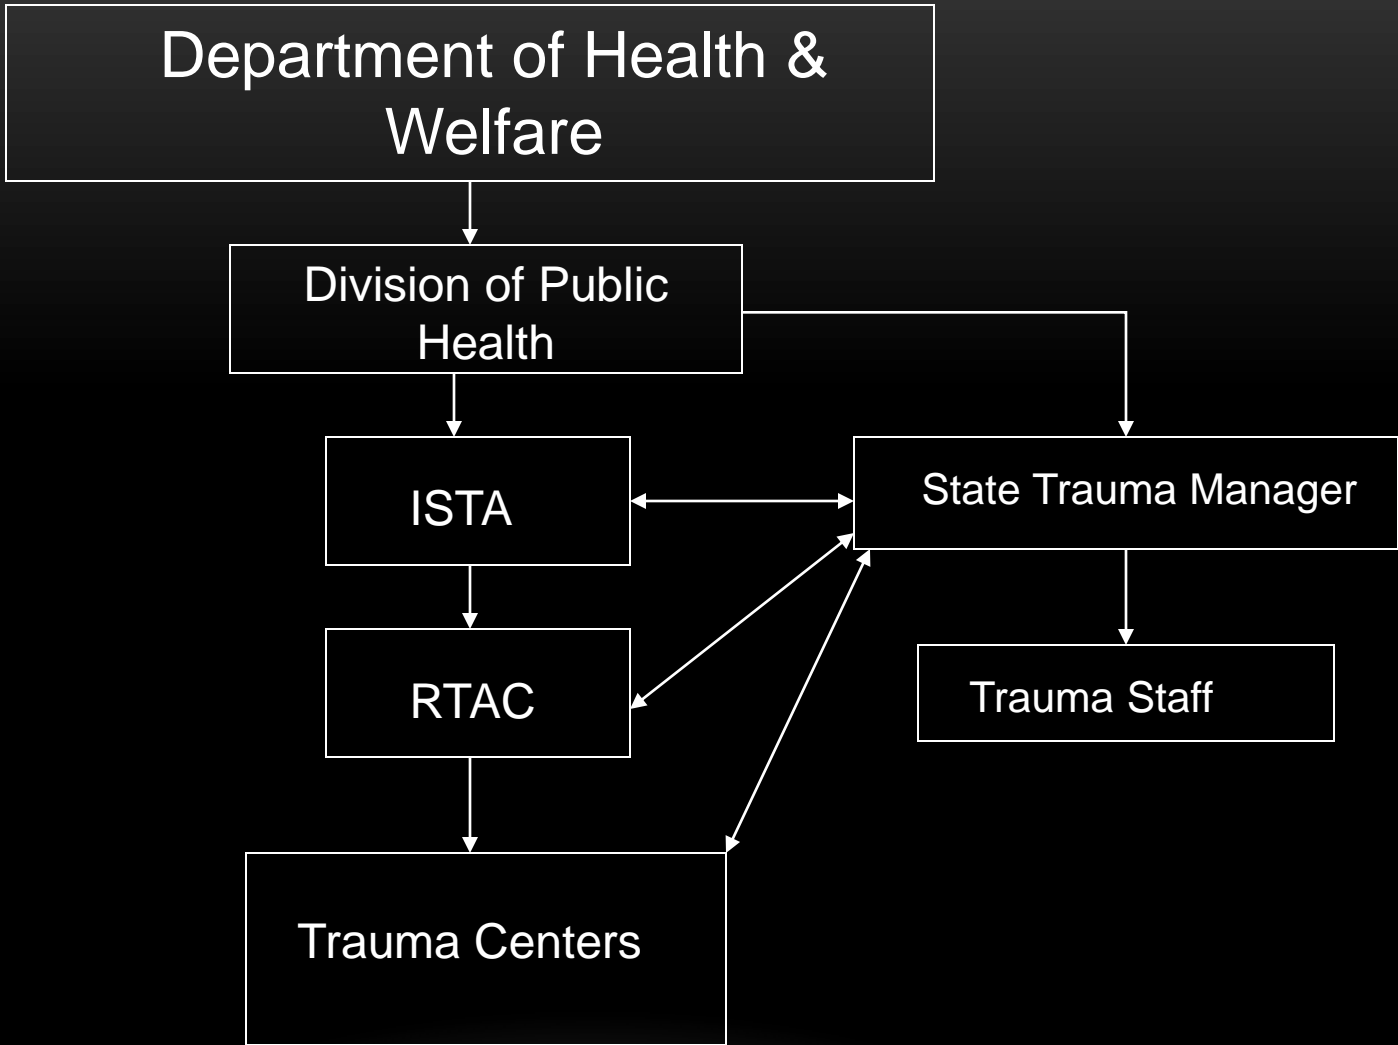 Department of Health &
Welfare
Division of Public
Health
ISTA
State Trauma Manager
RTAC
Trauma Staff
Trauma Centers